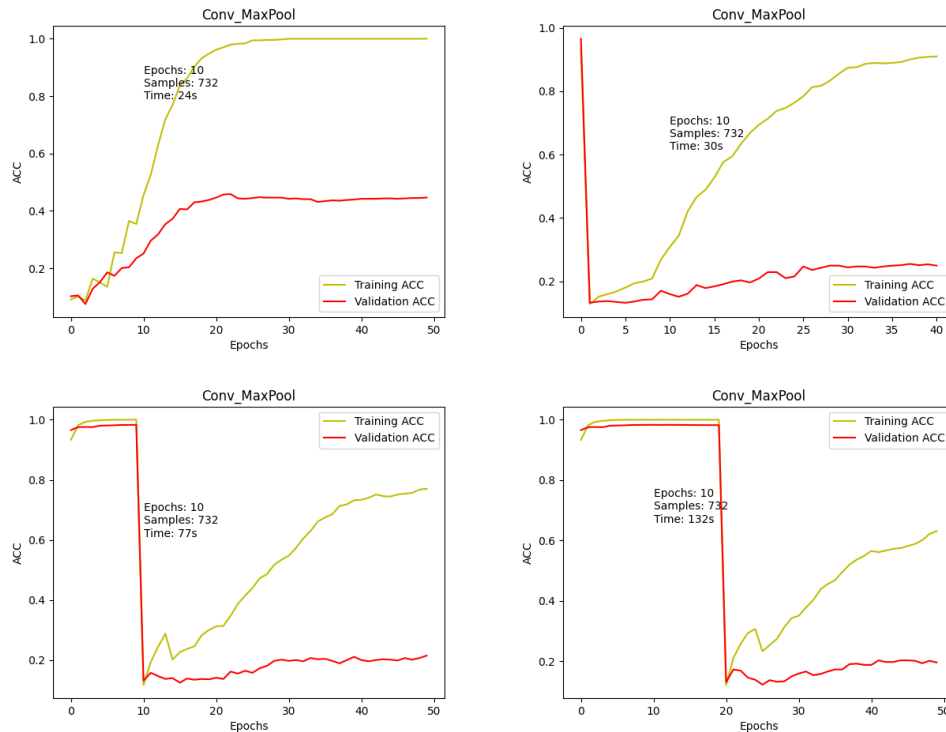 Conv_MaxPool
1.0
0.8
0.6
0.4
0.2
ACC
Epochs: 10
Samples: 732
Time: 24s
Training ACC
Validation ACC
0
10
20
30
40
50
Epochs
Conv_MaxPool
1.0
0.8
0.6
0.4
0.2
ACC
Epochs: 10
Samples: 732
Time: 30s
Training ACC
Validation ACC
0
5
10
15
20
25
30
35
40
Epochs
Conv_MaxPool
1.0
0.8
0.6
0.4
0.2
ACC
Training ACC
Validation ACC
Epochs: 10
Samples: 732
Time: 77s
0
10
20
30
40
50
Epochs
Conv_MaxPool
1.0
0.8
0.6
0.4
0.2
ACC
Training ACC
Validation ACC
Epochs: 10
Samples: 732
Time: 132s
0
10
20
30
40
50
Epochs